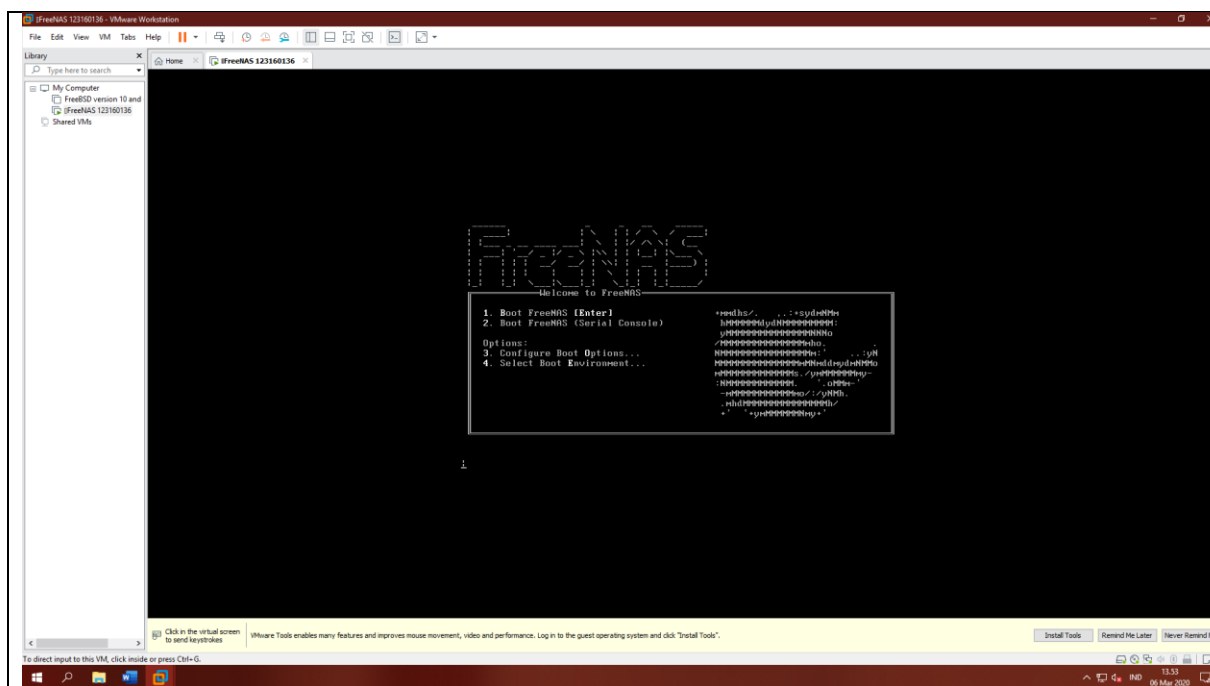 !FreeNAS 123160136 - VMware Workstation
File Edit View VM Tabs Help
Library
Home
!FreeNAS 123160136
Type here to search
My Computer
FreeBSD version 10 and
!FreeNAS 123160136
Shared VMs
FreeNAS
Welcome to FreeNAS
1. Boot FreeNAS [Enter]
2. Boot FreeNAS (Serial Console)
Options:
3. Configure Boot Options...
4. Select Boot Environment...
Click in the virtual screen
to send keystrokes
VMware Tools enables many features and improves mouse movement, video and performance. Log in to the guest operating system and click "Install Tools".
Install Tools
Remind Me Later
Never Remind
To direct input to this VM, click inside or press Ctrl+G.
IND
13.53
06 Mar 2020